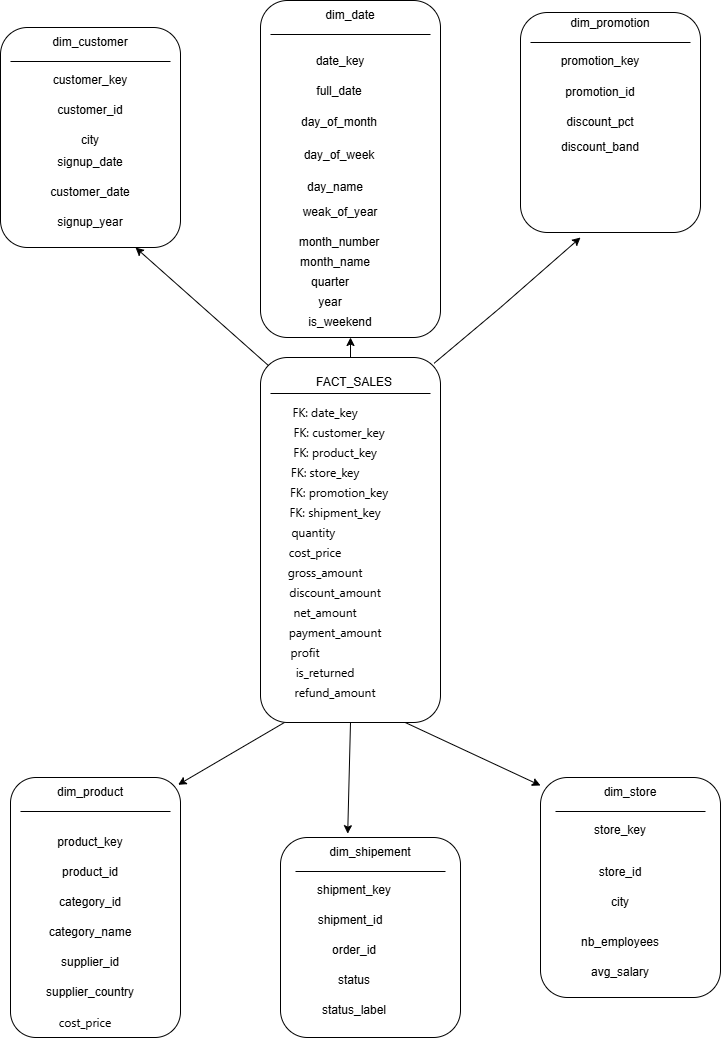 dim_customer
customer_key
customer_id
city
signup_date
customer_date
signup_year
dim_date
date_key
full_date
day_of_month
day_of_week
day_name
weak_of_year
month_number
month_name
quarter
year
is_weekend
dim_promotion
promotion_key
promotion_id
discount_pct
discount_band
FACT_SALES
FK: date_key
FK: customer_key
FK: product_key
FK: store_key
FK: promotion_key
FK: shipment_key
quantity
cost_price
gross_amount
discount_amount
net_amount
payment_amount
profit
is_returned
refund_amount
dim_product
product_key
product_id
category_id
category_name
supplier_id
supplier_country
cost_price
dim_shipement
shipment_key
shipment_id
order_id
status
status_label
dim_store
store_key
store_id
city
nb_employees
avg_salary